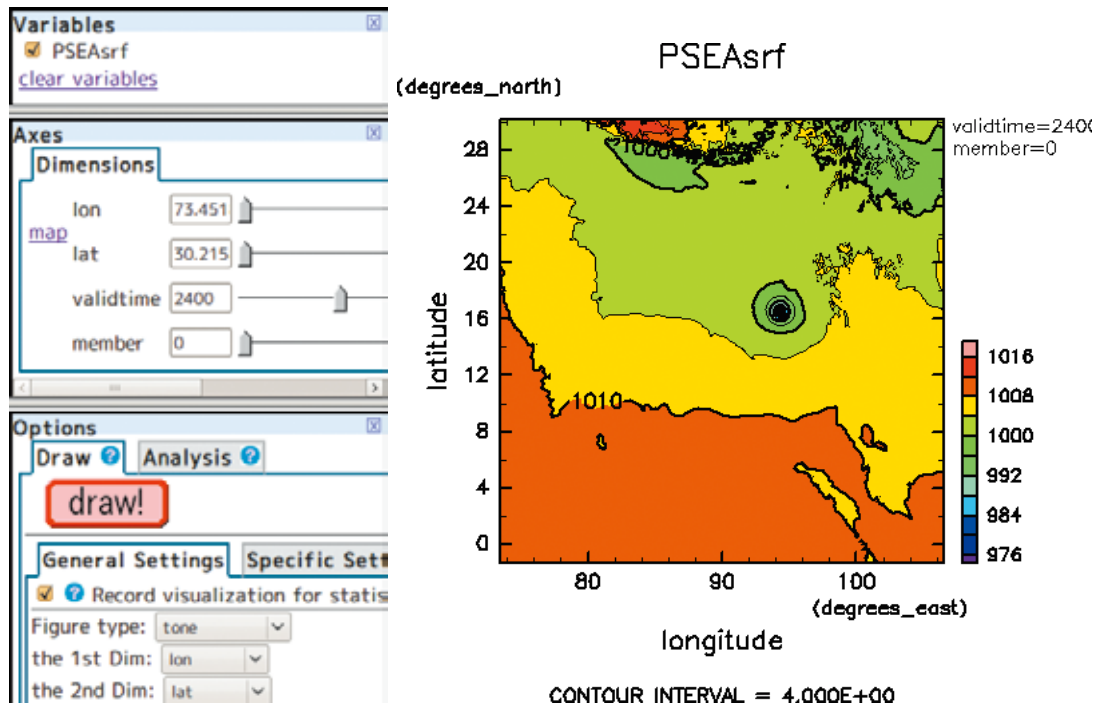 Variables
PSEAsrf
clear variables
Axes
Dimensions
lon 73.451
map
lat 30.215
validtime 2400
member 0
Options
Draw ? Analysis ?
draw!
General Settings Specific Sett
? Record visualization for statis
Figure type: tone
the 1st Dim: lon
the 2nd Dim: lat
PSEAsrf
(degrees_north)
validtime=2400
member=0
28
24
20
16
12
8
4
0
latitude
1000
1010
80 90 100
(degrees_east)
longitude
1016
1008
1000
992
984
976
CONTOUR INTERVAL = 4.000E+00